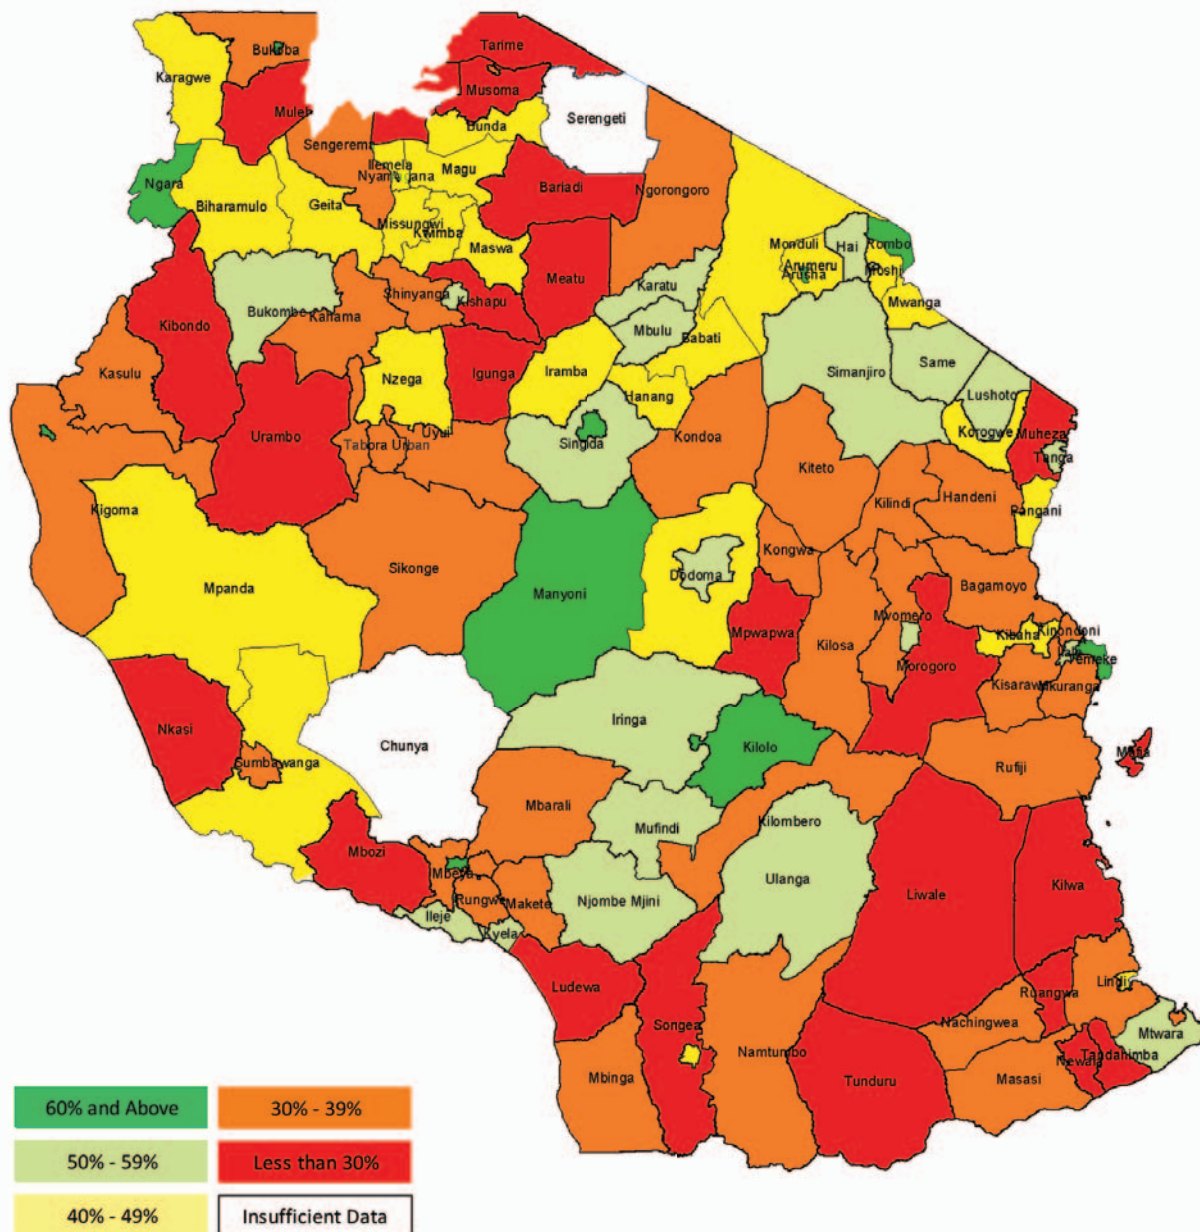 Tarime
Bukoba
Karagwe
Musoma
Muleb
Serengeti
Bunda
Sengerema
Ilemela
Nyamagana
Magu
Ngara
Bariadi
Ngorongoro
Biharamulo
Geita
Missungwi
Kwimba
Maswa
Monduli
Hai
Rombo
Arumeru
Arusha
Moshi
Meatu
Karatu
Shinyanga
Kishapu
Mwanga
Bukombe
Kahama
Kibondo
Mbulu
Babati
Same
Kasulu
Nzega
Igunga
Iramba
Simanjiro
Hanang
Lushoto
Urambo
Uyui
Tabora Urban
Singida
Kondoa
Korogwe
Muheza
Tanga
Kiteto
Kigoma
Kilindi
Handeni
Pangani
Sikonge
Kongwa
Mpanda
Manyoni
Dodoma
Bagamoyo
Mvomero
Mpwapwa
Kilosa
Kibaha
Kinondoni
Temeke
Morogoro
Kisarawe
Mkuranga
Nkasi
Iringa
Chunya
Kilolo
Mafia
Sumbawanga
Rufiji
Mbarali
Mufindi
Kilombero
Mbozi
Mbeya
Ulanga
Kilwa
Rungwe
Makete
Njombe Mjini
Liwale
Ileje
Kyela
Ludewa
Lindi
Ruangwa
Songea
Nachingwea
Mtwara
Namtumbo
Tandahimba
Newala
Mbinga
Tunduru
Masasi
60% and Above
30% - 39%
50% - 59%
Less than 30%
40% - 49%
Insufficient Data